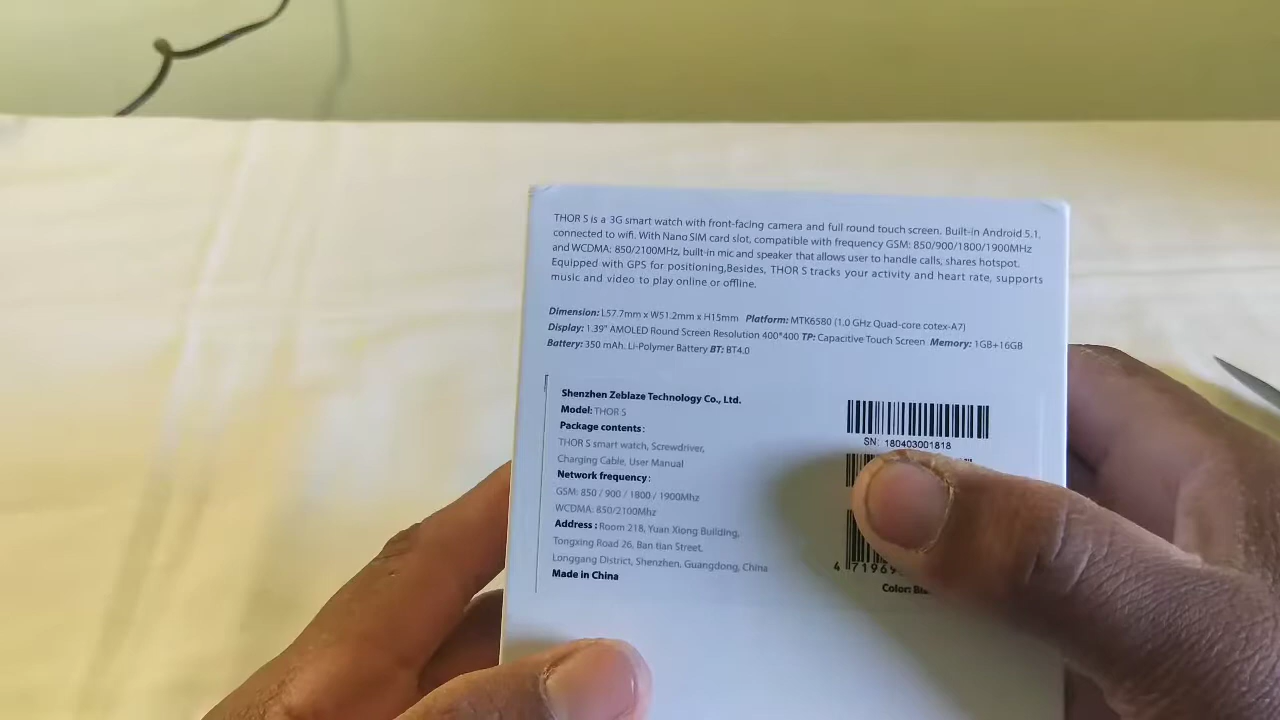 THOR S is a 3G smart watch with front-facing camera and full round touch screen. Built-in Android 5.1,
connected to wifi. With Nano SIM card slot, compatible with frequency GSM: 850/900/1800/1900MHz
and WCDMA: 850/2100MHz, built-in mic and speaker that allows user to handle calls, shares hotspot.
Equipped with GPS for positioning,Besides, THOR S tracks your activity and heart rate, supports
music and video to play online or offline.
Dimension: L57.7mm x W51.2mm x H15mm Platform: MTK6580 (1.0 GHz Quad-core cotex-A7)
Display: 1.39" AMOLED Round Screen Resolution 400*400 TP: Capacitive Touch Screen Memory: 1GB+16GB
Battery: 350 mAh. Li-Polymer Battery BT: BT4.0
Shenzhen Zeblaze Technology Co., Ltd.
Model: THOR S
Package contents:
THOR S smart watch, Screwdriver,
Charging Cable, User Manual
Network frequency:
GSM: 850 / 900 / 1800 / 1900Mhz
WCDMA: 850/2100Mhz
Address : Room 218, Yuan Xiong Building,
Tongxing Road 26, Ban tian Street,
Longgang District, Shenzhen, Guangdong, China
Made in China
SN: 180403001818
4 71969
Color: